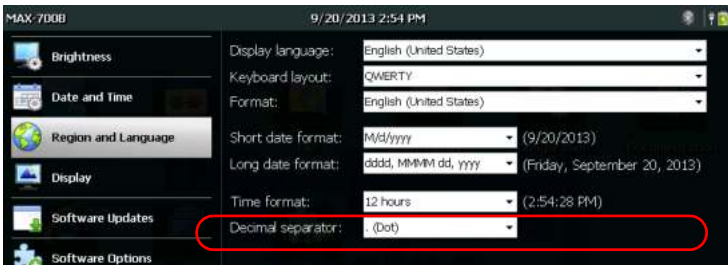 MAX-700B 9/20/2013 2:54 PM
Brightness
Date and Time
Region and Language
Display
Software Updates
Software Options
Display language: English (United States)
Keyboard layout: QWERTY
Format: English (United States)
Short date format: M/d/yyyy (9/20/2013)
Long date format: dddd, MMMM dd, yyyy (Friday, September 20, 2013)
Time format: 12 hours (2:54:28 PM)
Decimal separator: . (Dot)